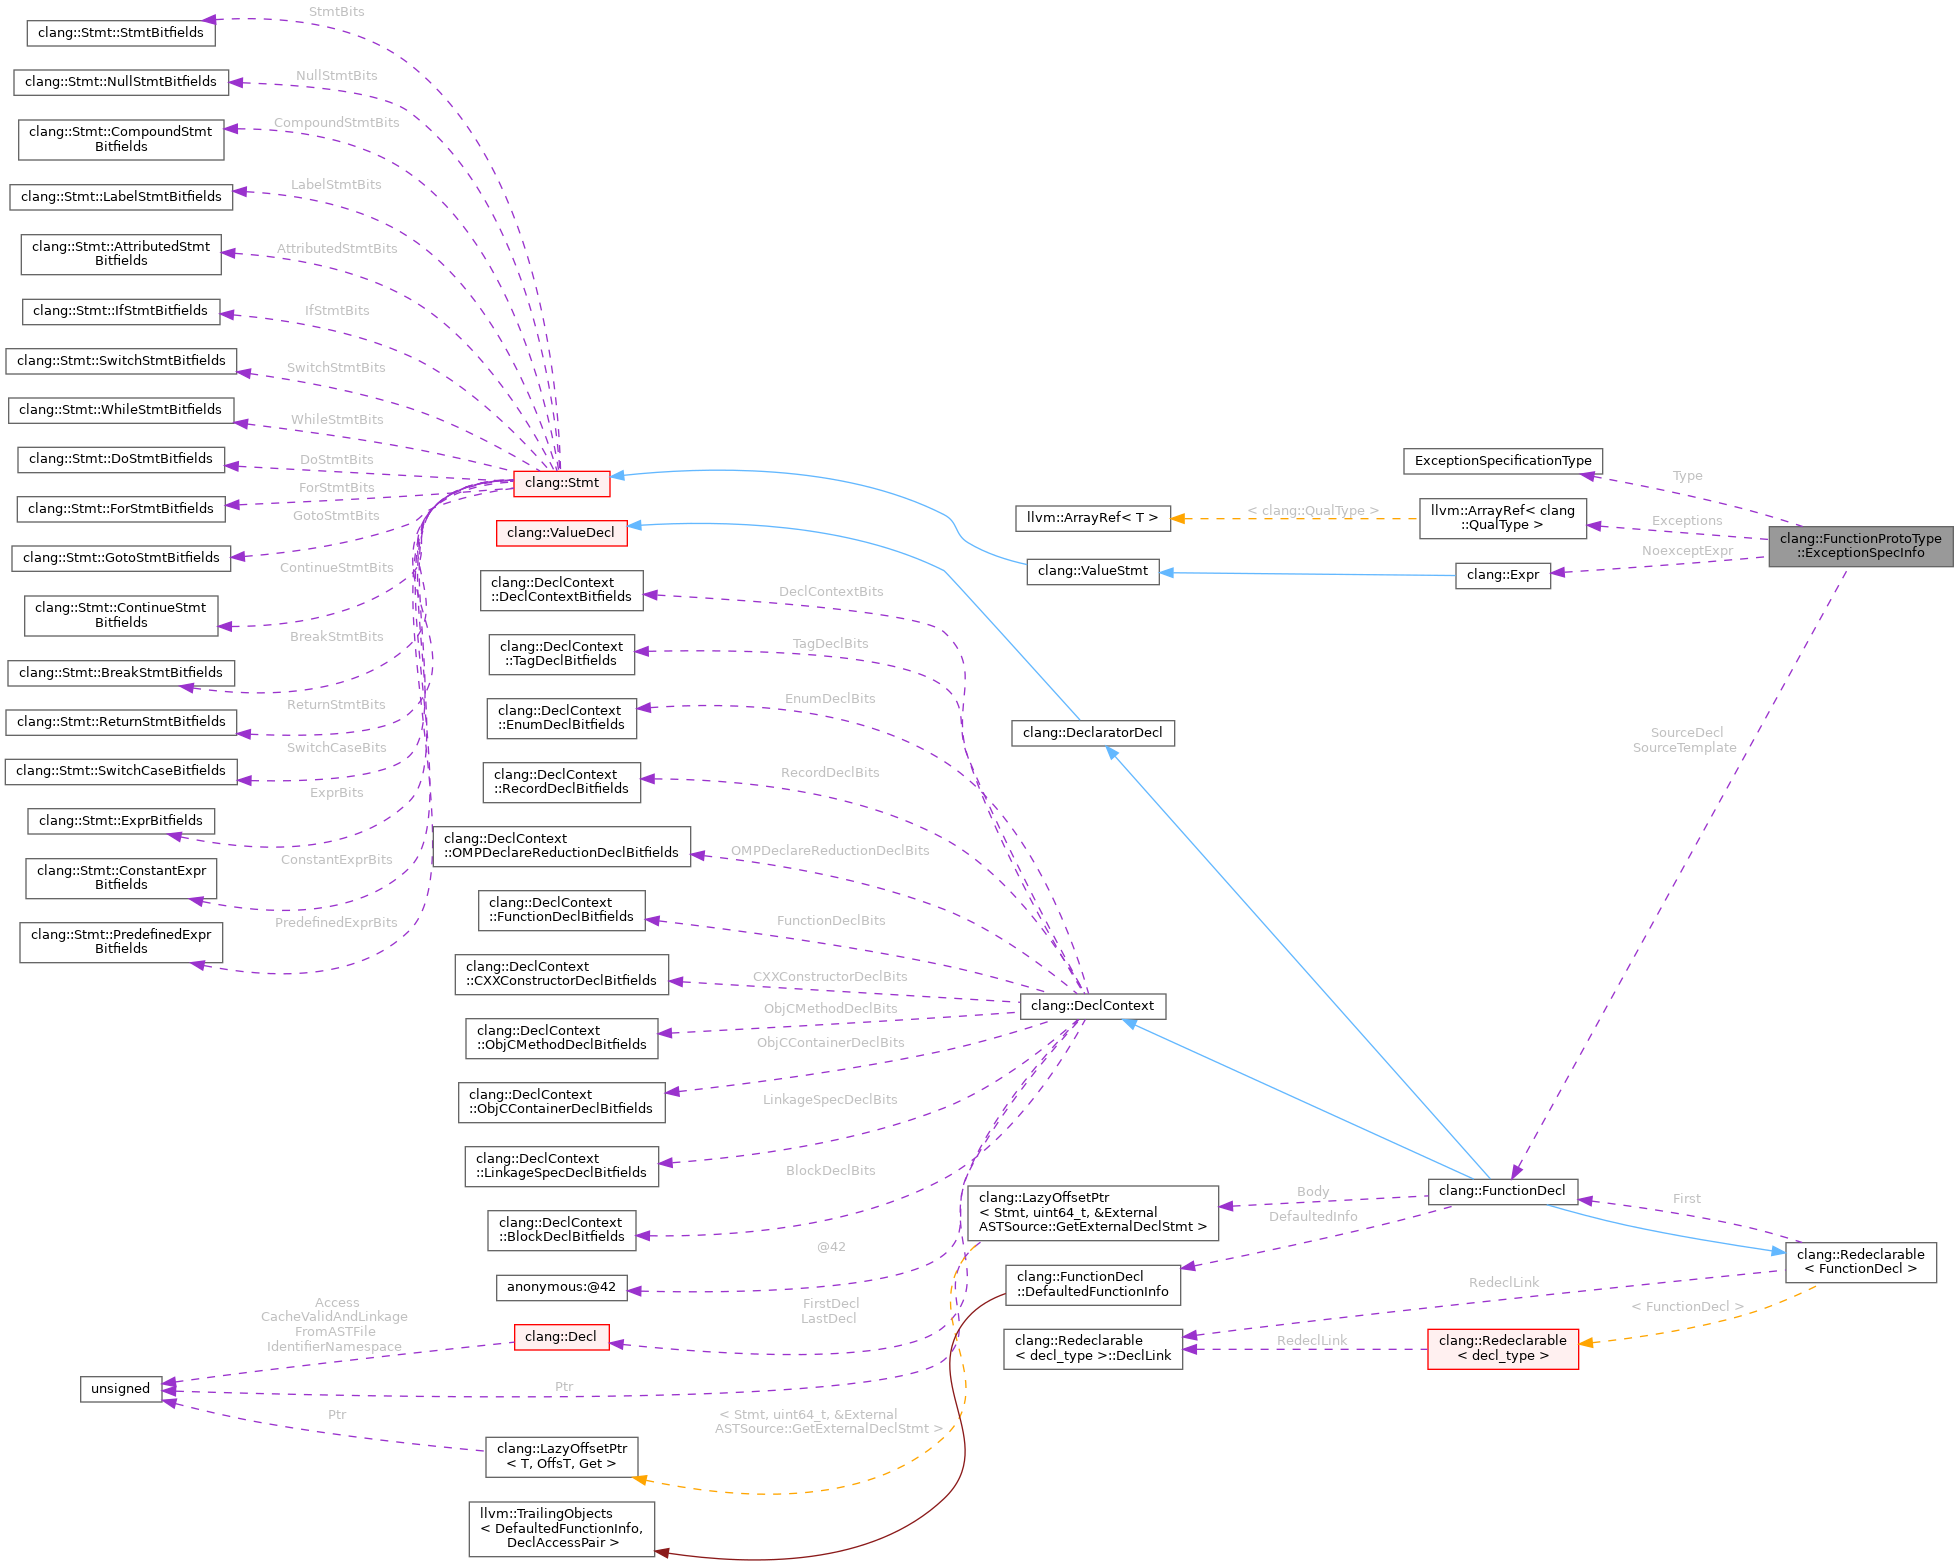 clang::Stmt::StmtBitfields
StmtBits
clang::Stmt::NullStmtBitfields
NullStmtBits
clang::Stmt::CompoundStmt
Bitfields
CompoundStmtBits
clang::Stmt::LabelStmtBitfields
LabelStmtBits
clang::Stmt::AttributedStmt
Bitfields
AttributedStmtBits
clang::Stmt::IfStmtBitfields
IfStmtBits
clang::Stmt::SwitchStmtBitfields
SwitchStmtBits
clang::Stmt::WhileStmtBitfields
WhileStmtBits
clang::Stmt::DoStmtBitfields
DoStmtBits
clang::Stmt::ForStmtBitfields
ForStmtBits
clang::Stmt::GotoStmtBitfields
GotoStmtBits
clang::Stmt::ContinueStmt
Bitfields
ContinueStmtBits
clang::Stmt::BreakStmtBitfields
BreakStmtBits
clang::Stmt::ReturnStmtBitfields
ReturnStmtBits
clang::Stmt::SwitchCaseBitfields
SwitchCaseBits
clang::Stmt::ExprBitfields
ExprBits
clang::Stmt::ConstantExpr
Bitfields
ConstantExprBits
clang::Stmt::PredefinedExpr
Bitfields
PredefinedExprBits
clang::Stmt
clang::ValueDecl
clang::DeclContext
::DeclContextBitfields
DeclContextBits
clang::DeclContext
::TagDeclBitfields
TagDeclBits
clang::DeclContext
::EnumDeclBitfields
EnumDeclBits
clang::DeclContext
::RecordDeclBitfields
RecordDeclBits
clang::DeclContext
::OMPDeclareReductionDeclBitfields
OMPDeclareReductionDeclBits
clang::DeclContext
::FunctionDeclBitfields
FunctionDeclBits
clang::DeclContext
::CXXConstructorDeclBitfields
CXXConstructorDeclBits
clang::DeclContext
::ObjCMethodDeclBitfields
ObjCMethodDeclBits
clang::DeclContext
::ObjCContainerDeclBitfields
ObjCContainerDeclBits
clang::DeclContext
::LinkageSpecDeclBitfields
LinkageSpecDeclBits
clang::DeclContext
::BlockDeclBitfields
BlockDeclBits
anonymous:@42
@42
clang::Decl
FirstDecl
LastDecl
Access
CacheValidAndLinkage
FromASTFile
IdentifierNamespace
unsigned
Ptr
Ptr
clang::LazyOffsetPtr
< T, OffsT, Get >
< Stmt, uint64_t, &External
ASTSource::GetExternalDeclStmt >
llvm::TrailingObjects
< DefaultedFunctionInfo,
DeclAccessPair >
llvm::ArrayRef< T >
< clang::QualType >
clang::ValueStmt
clang::DeclaratorDecl
clang::DeclContext
clang::LazyOffsetPtr
< Stmt, uint64_t, &External
ASTSource::GetExternalDeclStmt >
Body
DefaultedInfo
clang::FunctionDecl
::DefaultedFunctionInfo
clang::Redeclarable
< decl_type >::DeclLink
RedeclLink
RedeclLink
ExceptionSpecificationType
Type
llvm::ArrayRef< clang
::QualType >
Exceptions
clang::Expr
NoexceptExpr
clang::FunctionProtoType
::ExceptionSpecInfo
SourceDecl
SourceTemplate
clang::FunctionDecl
First
clang::Redeclarable
< FunctionDecl >
< FunctionDecl >
clang::Redeclarable
< decl_type >